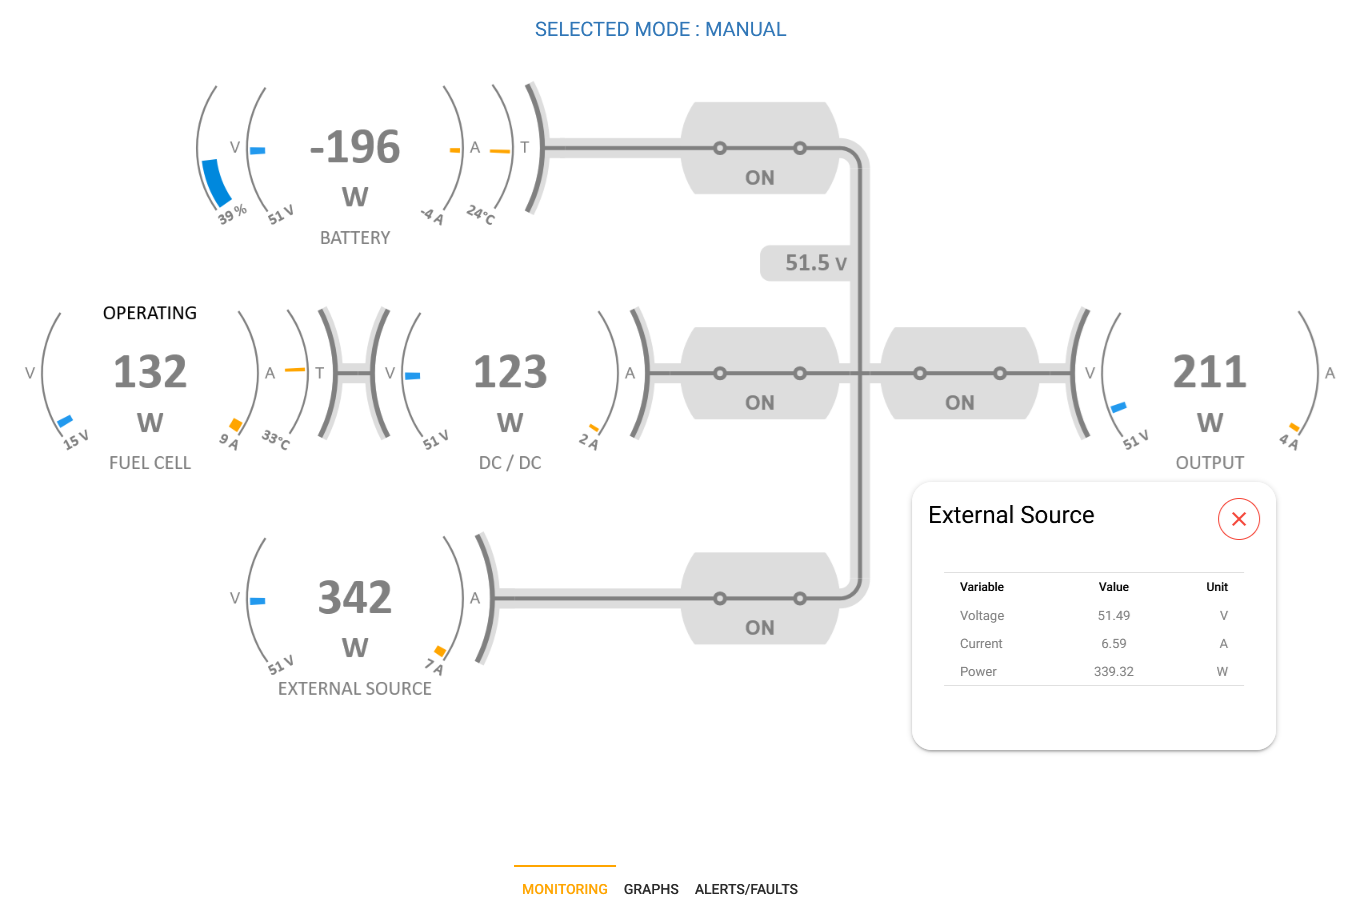 SELECTED MODE : MANUAL
V
-196
W
A
T
39 %
51 V
-4 A
24°C
BATTERY
ON
51.5 V
OPERATING
V
132
W
A
T
15 V
9 A
33°C
FUEL CELL
V
123
W
A
51 V
2 A
DC / DC
ON
ON
V
211
W
A
51 V
4 A
OUTPUT
V
342
W
A
51 V
7 A
EXTERNAL SOURCE
ON
External Source
Variable Value Unit
Voltage 51.49 V
Current 6.59 A
Power 339.32 W
MONITORING GRAPHS ALERTS/FAULTS